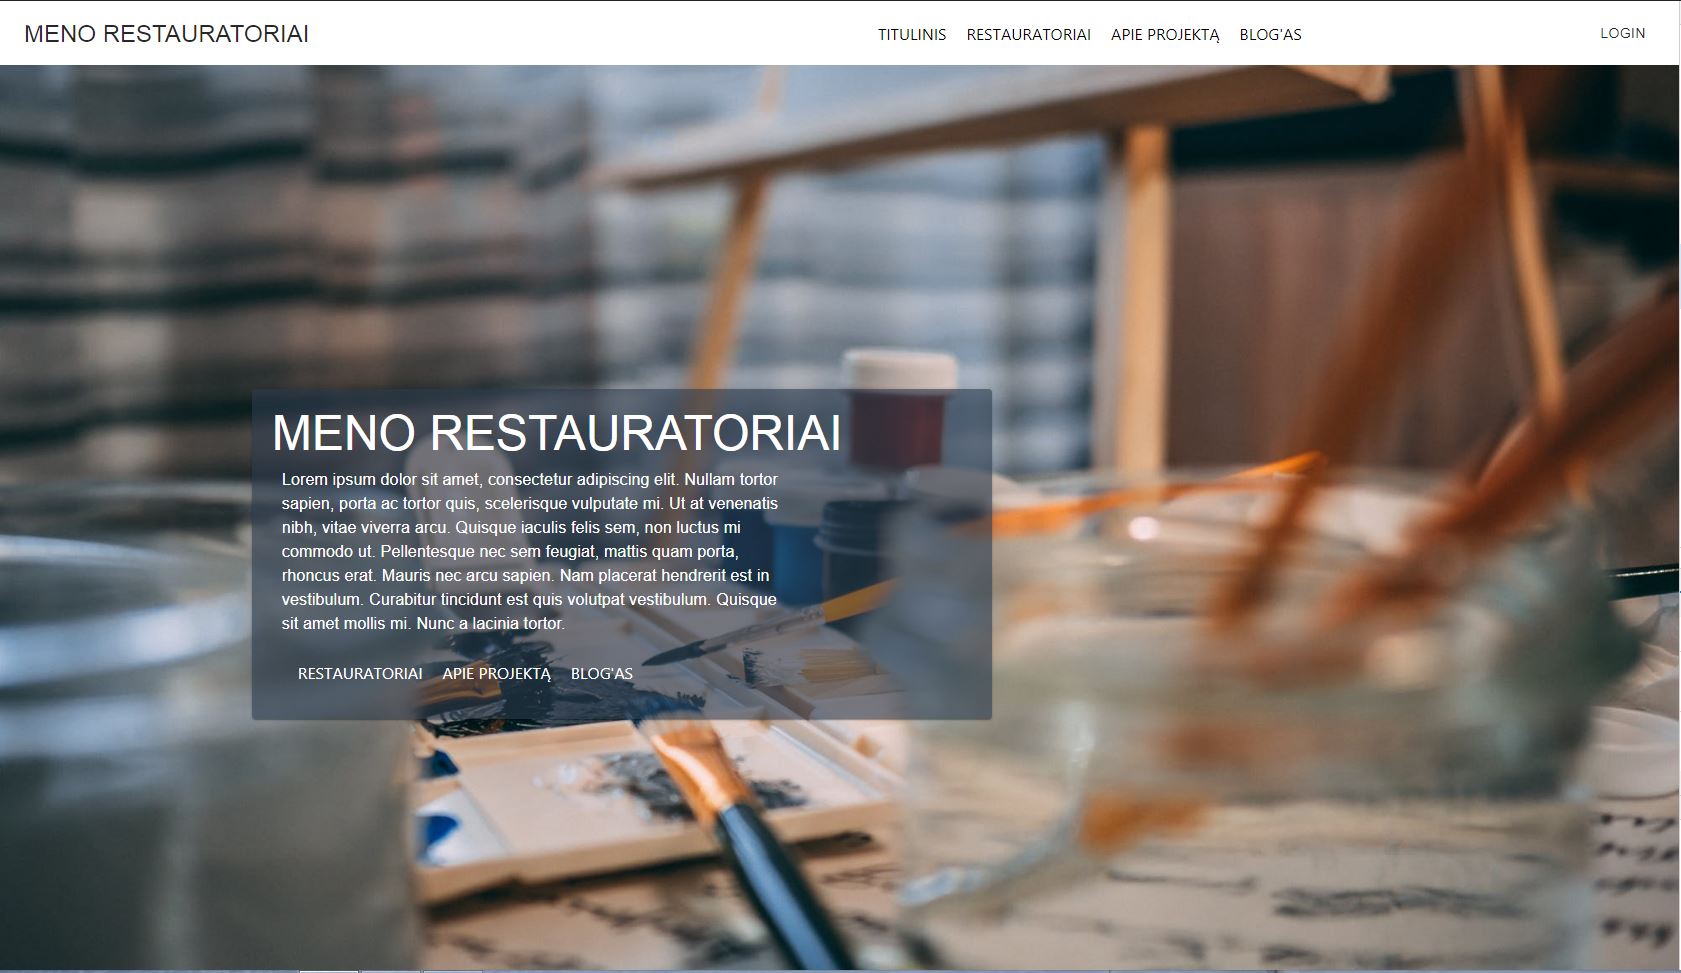 MENO RESTAURATORIAI
TITULINIS RESTAURATORIAI APIE PROJEKTĄ BLOG'AS
LOGIN
MENO RESTAURATORIAI
Lorem ipsum dolor sit amet, consectetur adipiscing elit. Nullam tortor
sapien, porta ac tortor quis, scelerisque vulputate mi. Ut at venenatis
nibh, vitae viverra arcu. Quisque iaculis felis sem, non luctus mi
commodo ut. Pellentesque nec sem feugiat, mattis quam porta,
rhoncus erat. Mauris nec arcu sapien. Nam placerat hendrerit est in
vestibulum. Curabitur tincidunt est quis volutpat vestibulum. Quisque
sit amet mollis mi. Nunc a lacinia tortor.
RESTAURATORIAI APIE PROJEKTĄ BLOG'AS